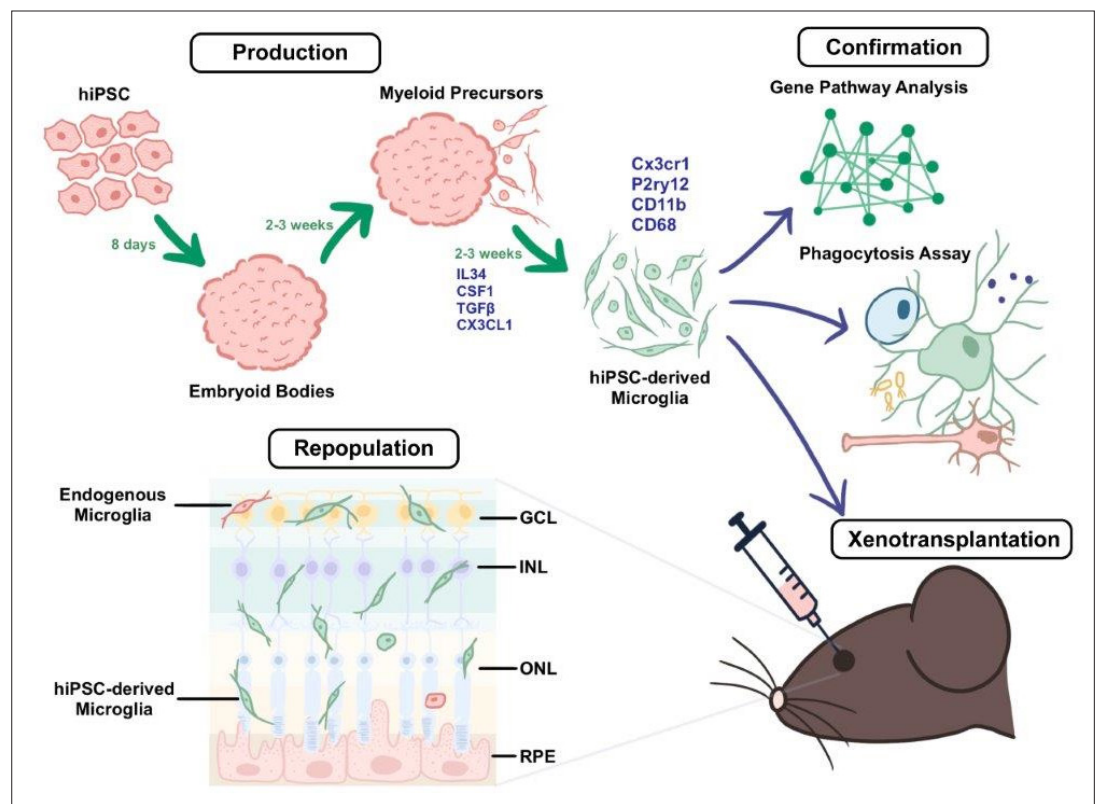 Production
hiPSC
8 days
Embryoid Bodies
2-3 weeks
Myeloid Precursors
2-3 weeks
IL34
CSF1
TGFβ
CX3CL1
Cx3cr1
P2ry12
CD11b
CD68
hiPSC-derived
Microglia
Confirmation
Gene Pathway Analysis
Phagocytosis Assay
Xenotransplantation
Repopulation
Endogenous
Microglia
hiPSC-derived
Microglia
GCL
INL
ONL
RPE